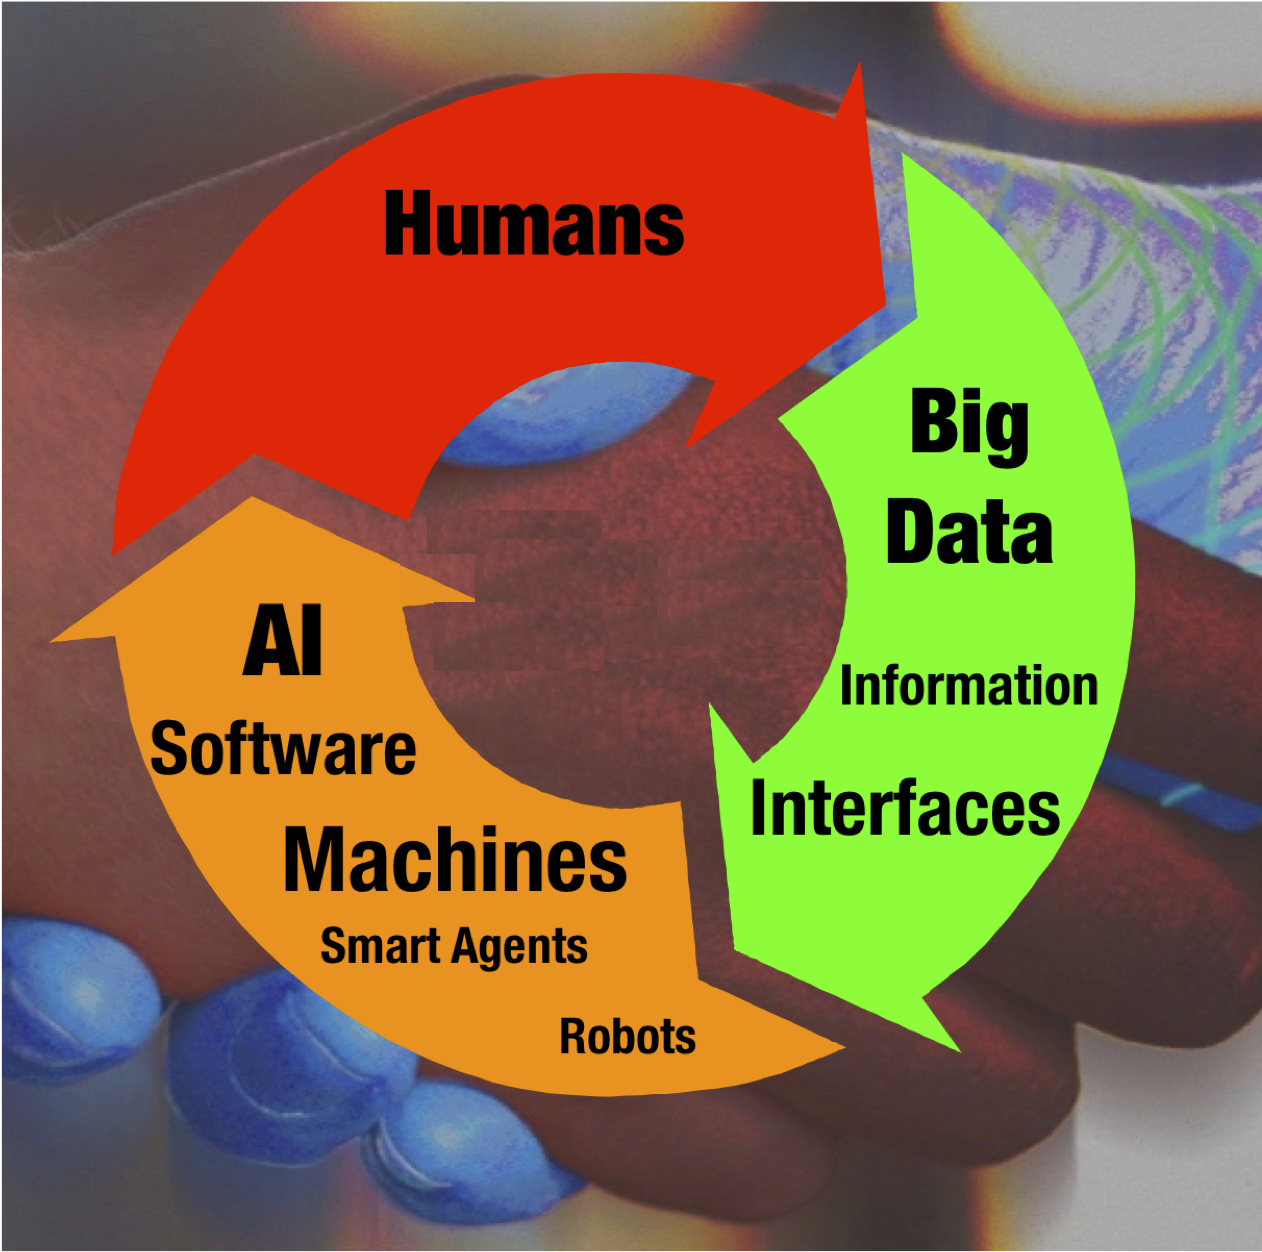 Humans
Big
Data
Information
Interfaces
AI
Software
Machines
Smart Agents
Robots